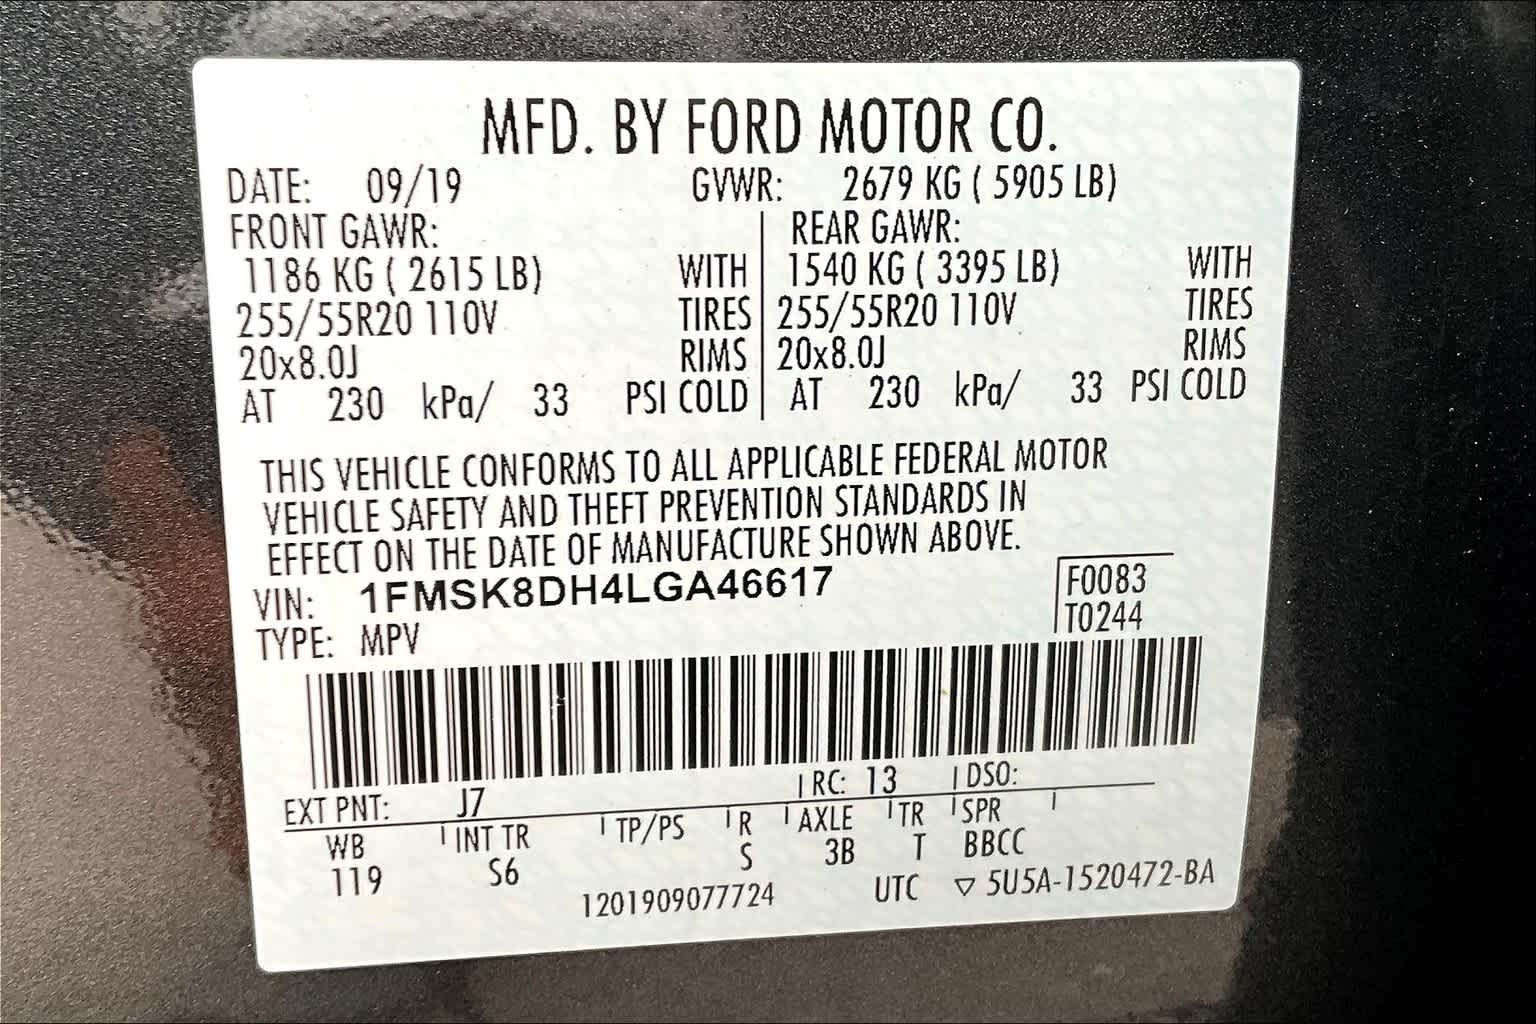 MFD. BY FORD MOTOR CO.
DATE: 09/19 GVWR: 2679 KG ( 5905 LB)
FRONT GAWR: REAR GAWR:
1186 KG ( 2615 LB) WITH 1540 KG ( 3395 LB) WITH
255/55R20 110V TIRES 255/55R20 110V TIRES
20x8.0J RIMS 20x8.0J RIMS
AT 230 kPa/ 33 PSI COLD AT 230 kPa/ 33 PSI COLD
THIS VEHICLE CONFORMS TO ALL APPLICABLE FEDERAL MOTOR
VEHICLE SAFETY AND THEFT PREVENTION STANDARDS IN
EFFECT ON THE DATE OF MANUFACTURE SHOWN ABOVE.
VIN: 1FMSK8DH4LGA46617 F0083
TYPE: MPV T0244
EXT PNT: J7 RC: 13 DSO:
WB INT TR TP/PS R AXLE TR SPR
119 S6 S 3B T BBCC
1201909077724 UTC ▽ 5U5A-1520472-BA